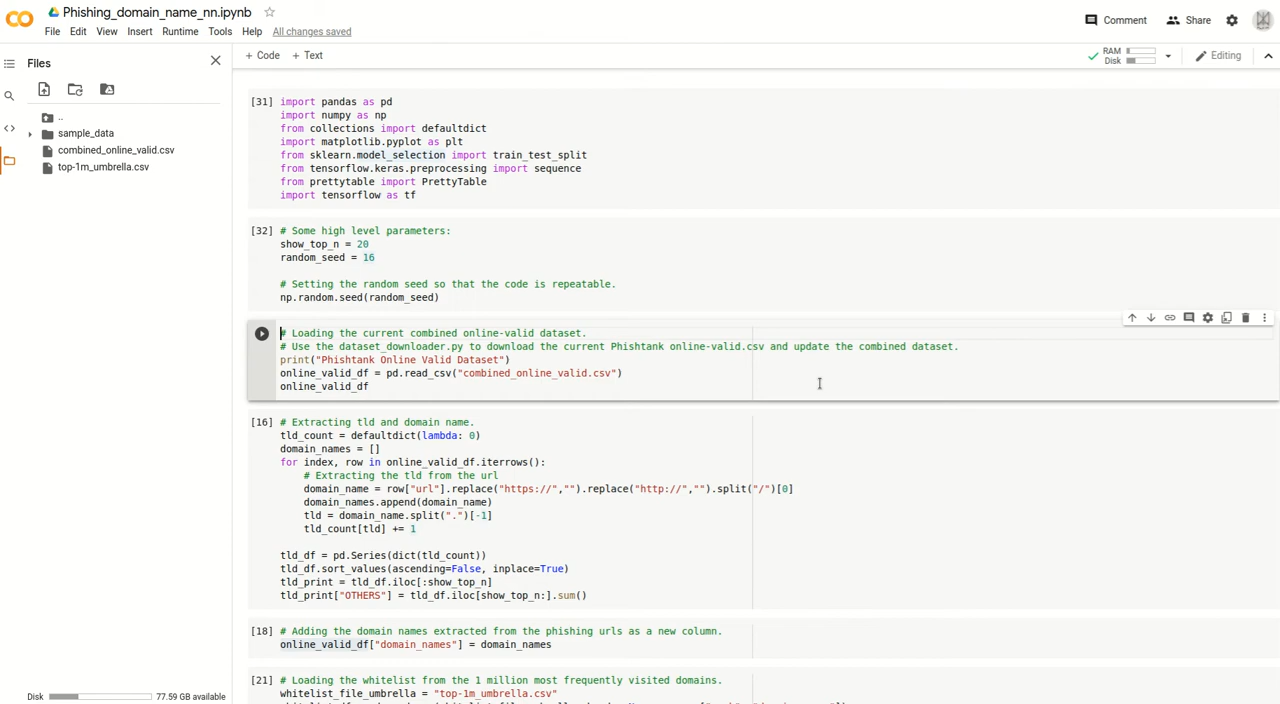 Phishing_domain_name_nn.ipynb
File Edit View Insert Runtime Tools Help All changes saved
Comment Share
Files
+ Code + Text
RAM
Disk
Editing
..
sample_data
combined_online_valid.csv
top-1m_umbrella.csv
[31] import pandas as pd
import numpy as np
from collections import defaultdict
import matplotlib.pyplot as plt
from sklearn.model_selection import train_test_split
from tensorflow.keras.preprocessing import sequence
from prettytable import PrettyTable
import tensorflow as tf
[32] # Some high level parameters:
show_top_n = 20
random_seed = 16
# Setting the random seed so that the code is repeatable.
np.random.seed(random_seed)
# Loading the current combined online-valid dataset.
# Use the dataset_downloader.py to download the current Phishtank online-valid.csv and update the combined dataset.
print("Phishtank Online Valid Dataset")
online_valid_df = pd.read_csv("combined_online_valid.csv")
online_valid_df
[16] # Extracting tld and domain name.
tld_count = defaultdict(lambda: 0)
domain_names = []
for index, row in online_valid_df.iterrows():
# Extracting the tld from the url
domain_name = row["url"].replace("https://","").replace("http://","").split("/")[0]
domain_names.append(domain_name)
tld = domain_name.split(".")[-1]
tld_count[tld] += 1
tld_df = pd.Series(dict(tld_count))
tld_df.sort_values(ascending=False, inplace=True)
tld_print = tld_df.iloc[:show_top_n]
tld_print["OTHERS"] = tld_df.iloc[show_top_n:].sum()
[18] # Adding the domain names extracted from the phishing urls as a new column.
online_valid_df["domain_names"] = domain_names
[21] # Loading the whitelist from the 1 million most frequently visited domains.
whitelist_file_umbrella = "top-1m_umbrella.csv"
Disk 77.59 GB available